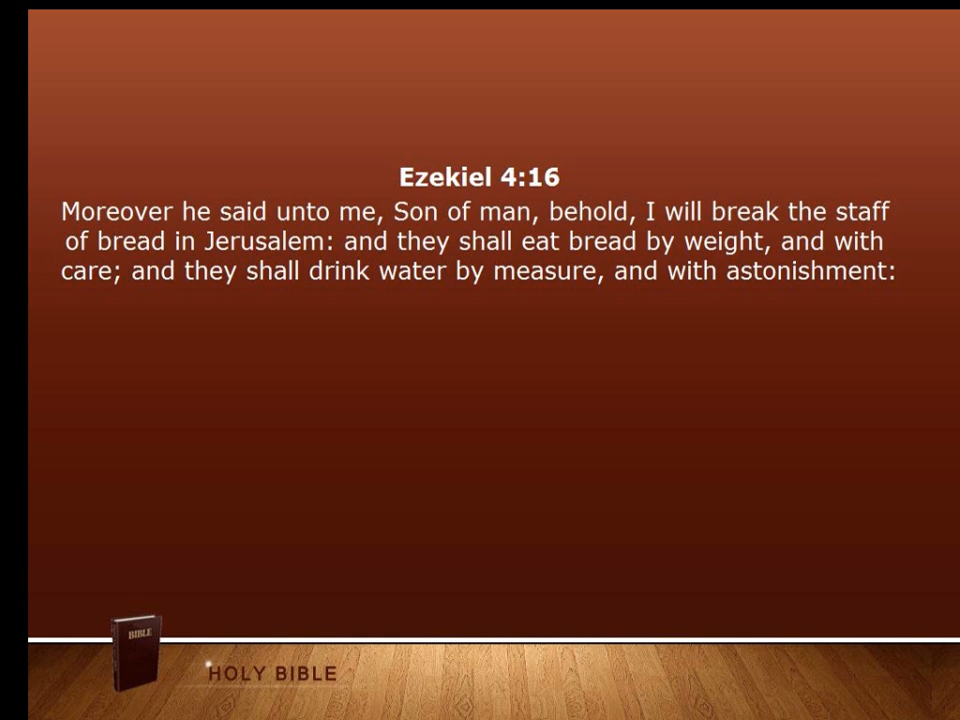 Ezekiel 4:16
Moreover he said unto me, Son of man, behold, I will break the staff
of bread in Jerusalem: and they shall eat bread by weight, and with
care; and they shall drink water by measure, and with astonishment:
BIBLE
HOLY BIBLE